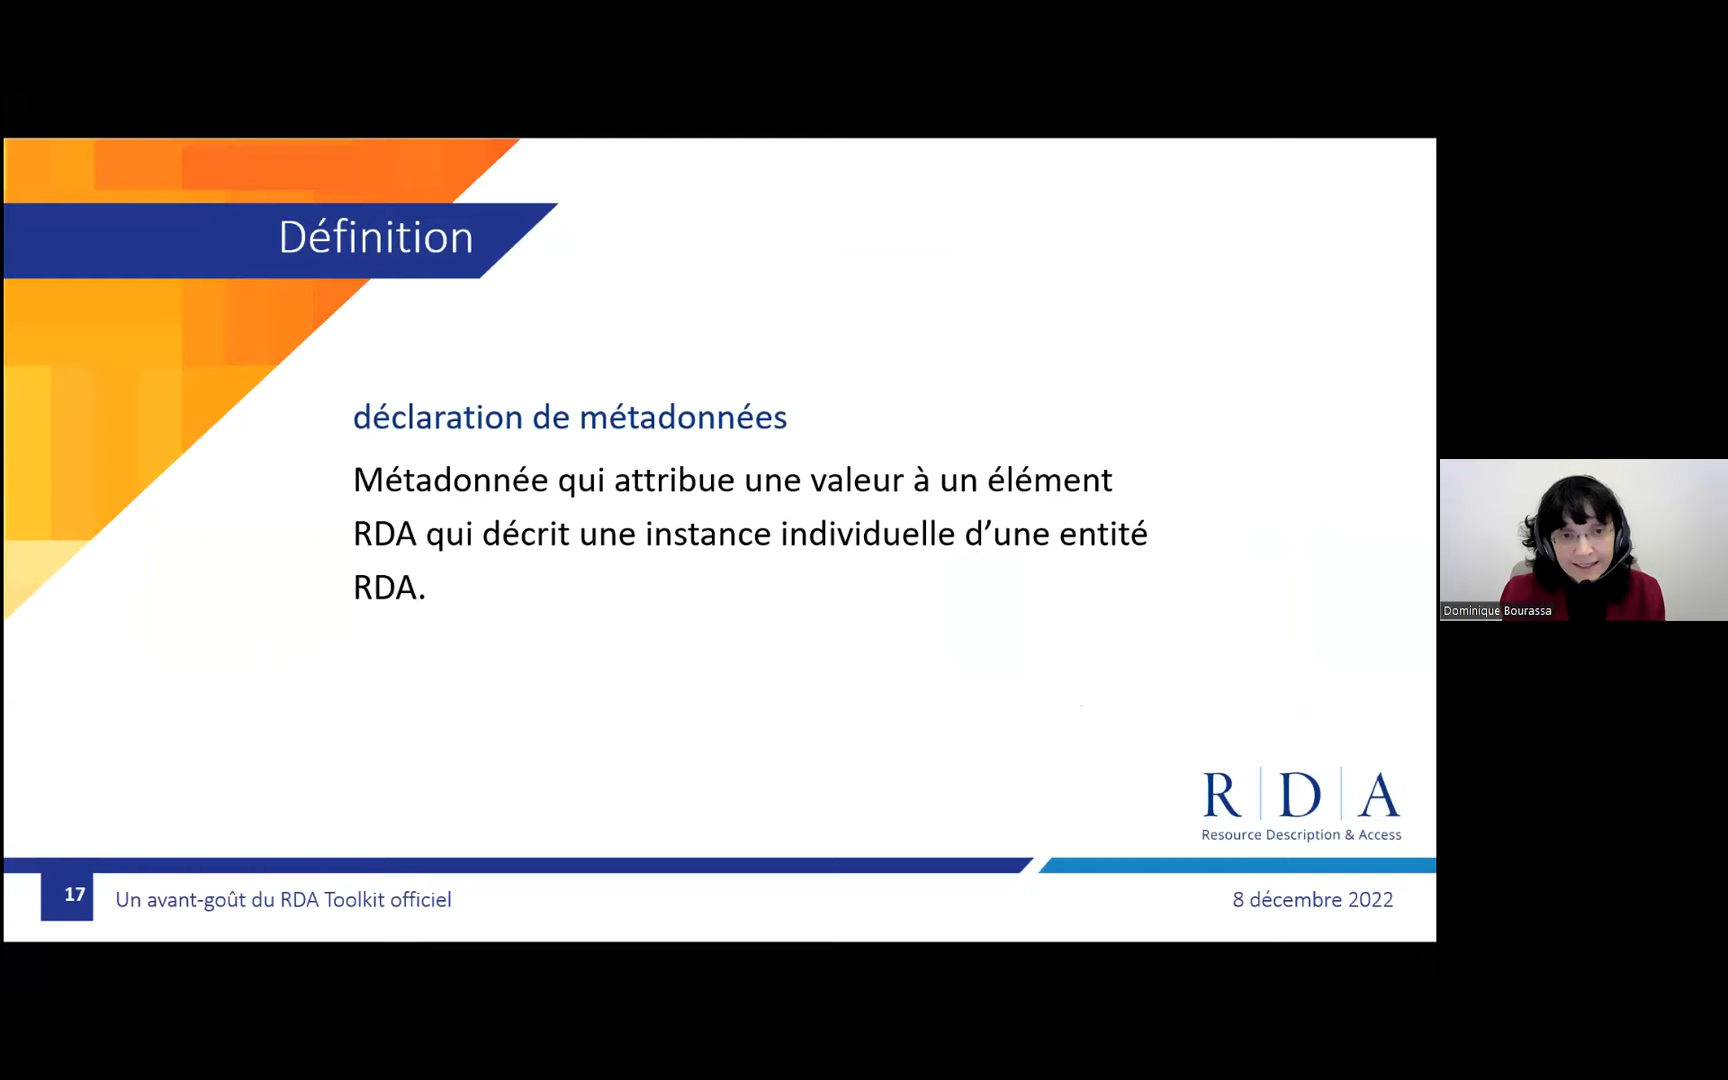 Définition
déclaration de métadonnées
Métadonnée qui attribue une valeur à un élément
RDA qui décrit une instance individuelle d’une entité
RDA.
Dominique Bourassa
R D A
Resource Description & Access
17
Un avant-goût du RDA Toolkit officiel
8 décembre 2022